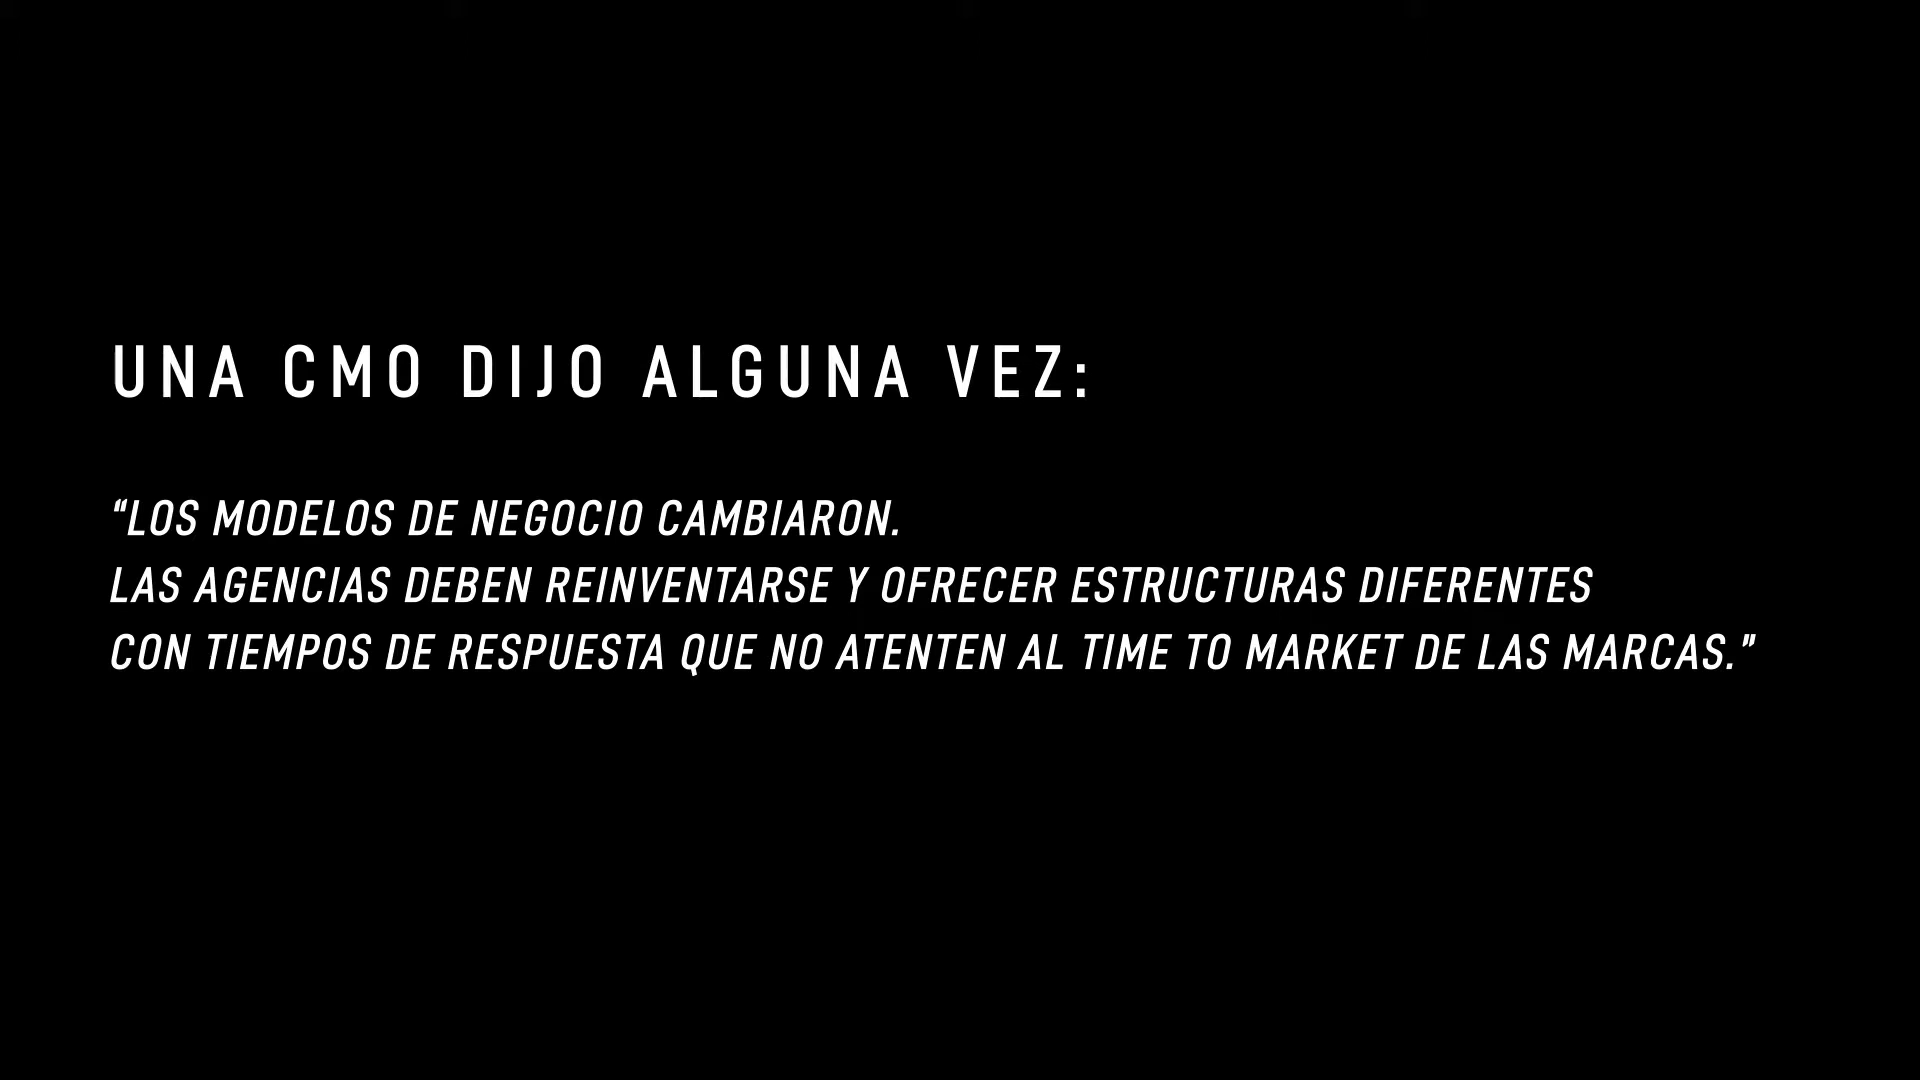 UNA CMO DIJO ALGUNA VEZ:
“LOS MODELOS DE NEGOCIO CAMBIARON.
LAS AGENCIAS DEBEN REINVENTARSE Y OFRECER ESTRUCTURAS DIFERENTES
CON TIEMPOS DE RESPUESTA QUE NO ATENTEN AL TIME TO MARKET DE LAS MARCAS.”